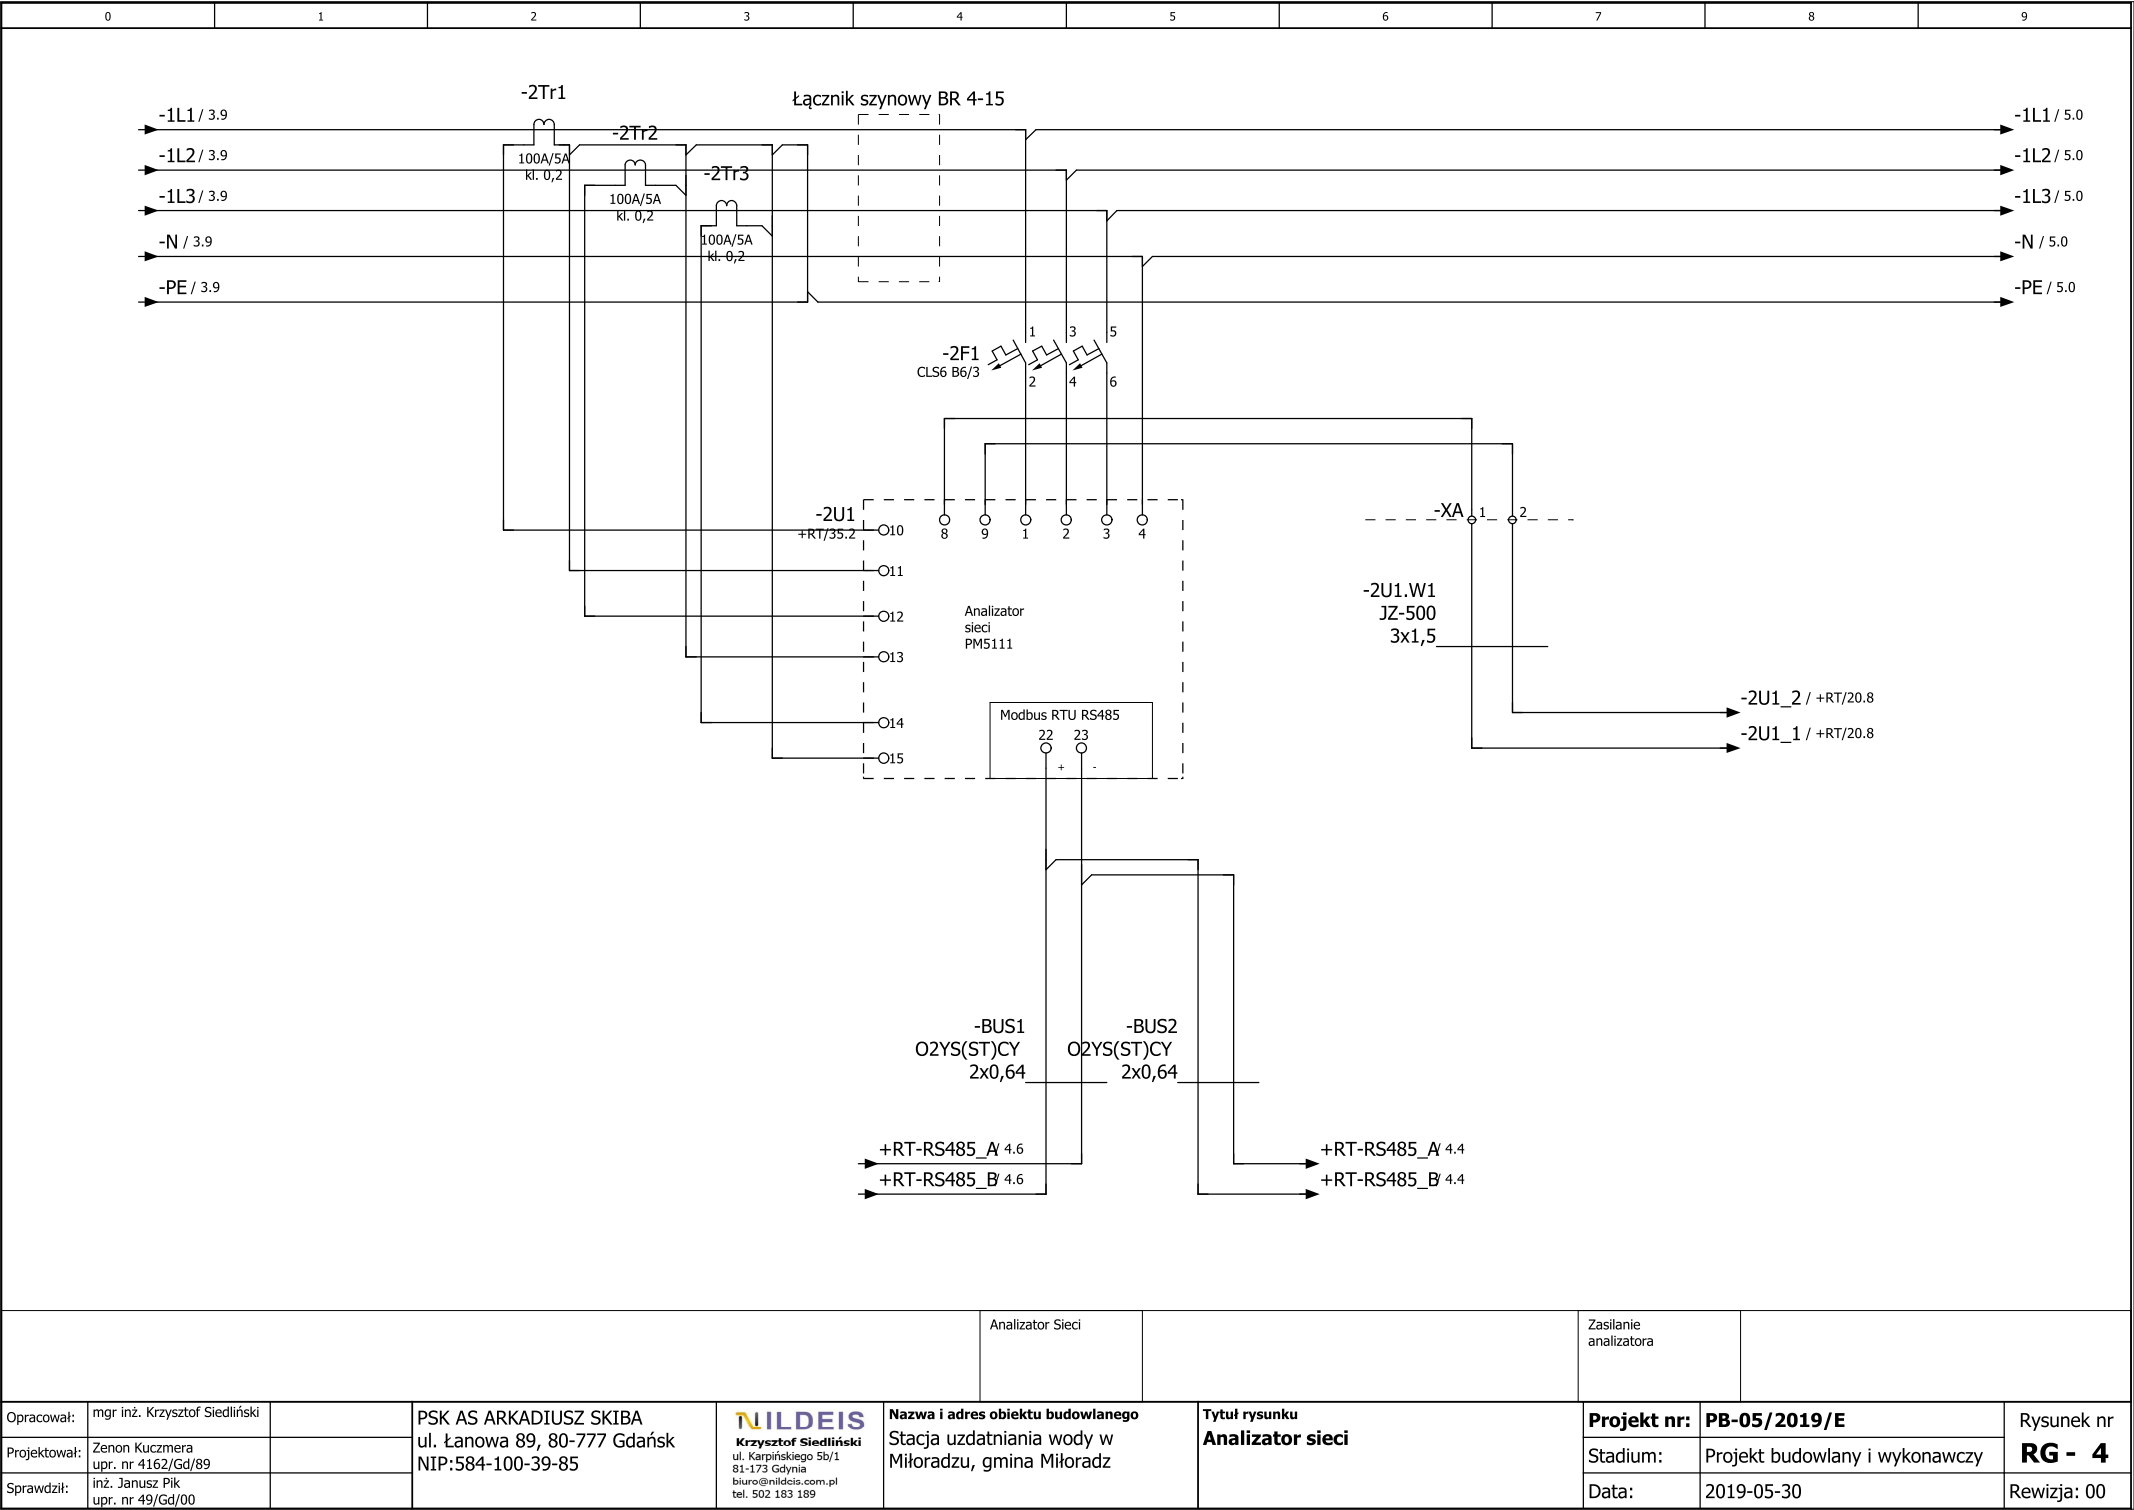 0 1 2 3 4 5 6 7 8 9
-2Tr1
100A/5A
kl. 0,2
-2Tr2
100A/5A
kl. 0,2
-2Tr3
100A/5A
kl. 0,2
Łącznik szynowy BR 4-15
-1L1 / 3.9
-1L2 / 3.9
-1L3 / 3.9
-N / 3.9
-PE / 3.9
-1L1 / 5.0
-1L2 / 5.0
-1L3 / 5.0
-N / 5.0
-PE / 5.0
1 3 5
-2F1
CLS6 B6/3
2 4 6
-2U1
+RT/35.2
8 9 1 2 3 4
10
11
12
13
14
15
Analizator
sieci
PM5111
Modbus RTU RS485
22 23
+ -
-XA 1 2
-2U1.W1
JZ-500
3x1,5
-2U1_2 / +RT/20.8
-2U1_1 / +RT/20.8
-BUS1
O2YS(ST)CY
2x0,64
-BUS2
O2YS(ST)CY
2x0,64
+RT-RS485_A / 4.6
+RT-RS485_B / 4.6
+RT-RS485_A / 4.4
+RT-RS485_B / 4.4
Analizator Sieci
Zasilanie
analizatora
Opracował: mgr inż. Krzysztof Siedliński
Projektował: Zenon Kuczmera
upr. nr 4162/Gd/89
Sprawdził: inż. Janusz Pik
upr. nr 49/Gd/00
PSK AS ARKADIUSZ SKIBA
ul. Łanowa 89, 80-777 Gdańsk
NIP:584-100-39-85
NILDEIS
Krzysztof Siedliński
ul. Karpińskiego 5b/1
81-173 Gdynia
biuro@nildcis.com.pl
tel. 502 183 189
Nazwa i adres obiektu budowlanego
Stacja uzdatniania wody w
Miłoradzu, gmina Miłoradz
Tytuł rysunku
Analizator sieci
Projekt nr: PB-05/2019/E
Stadium: Projekt budowlany i wykonawczy
Data: 2019-05-30
Rysunek nr
RG - 4
Rewizja: 00